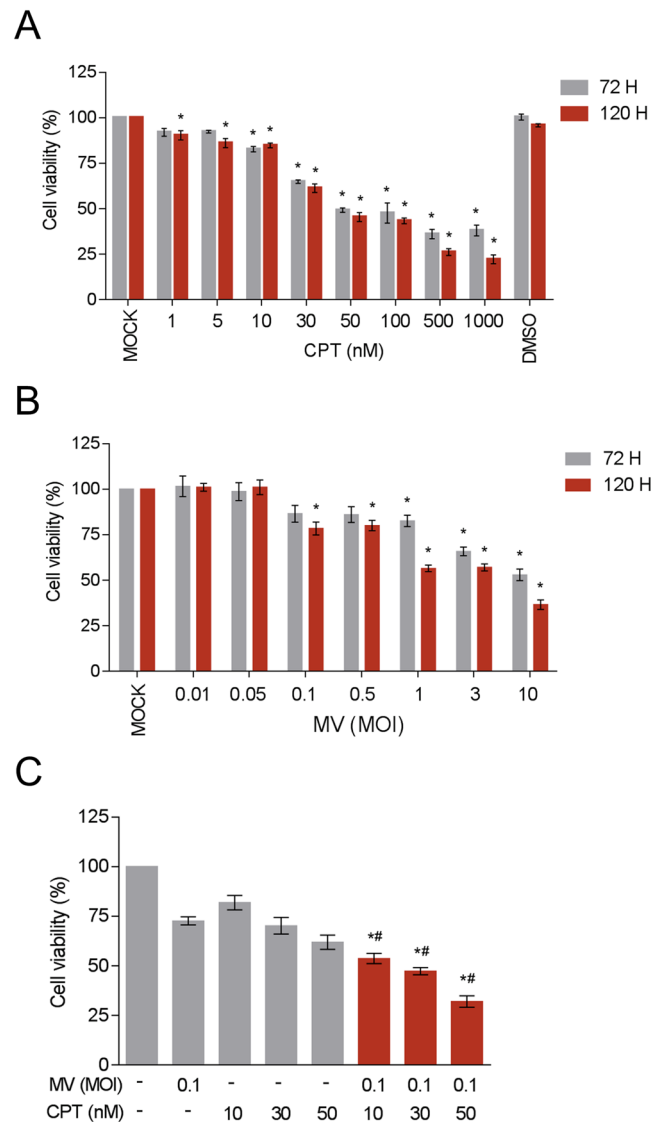 A
125
100
75
50
25
0
Cell viability (%)
* * * * * * * * * * * * * *
72 H
120 H
MOCK 1 5 10 30 50 100 500 1000 DMSO
CPT (nM)
B
125
100
75
50
25
0
Cell viability (%)
* * * * * * * *
72 H
120 H
MOCK 0.01 0.05 0.1 0.5 1 3 10
MV (MOI)
C
125
100
75
50
25
0
Cell viability (%)
*# *# *#
MV (MOI) - 0.1 - - - 0.1 0.1 0.1
CPT (nM) - - 10 30 50 10 30 50